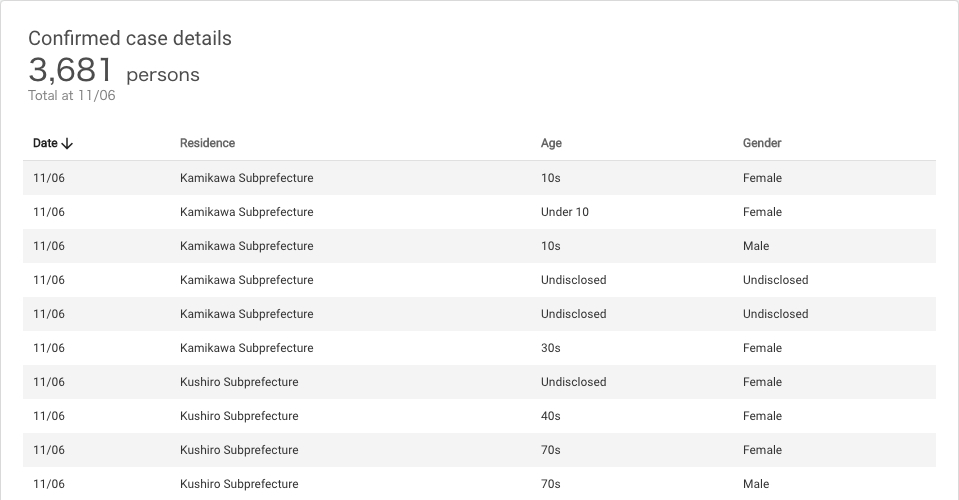 Confirmed case details
3,681 persons
Total at 11/06
Date ↓ Residence Age Gender
11/06 Kamikawa Subprefecture 10s Female
11/06 Kamikawa Subprefecture Under 10 Female
11/06 Kamikawa Subprefecture 10s Male
11/06 Kamikawa Subprefecture Undisclosed Undisclosed
11/06 Kamikawa Subprefecture Undisclosed Undisclosed
11/06 Kamikawa Subprefecture 30s Female
11/06 Kushiro Subprefecture Undisclosed Female
11/06 Kushiro Subprefecture 40s Female
11/06 Kushiro Subprefecture 70s Female
11/06 Kushiro Subprefecture 70s Male